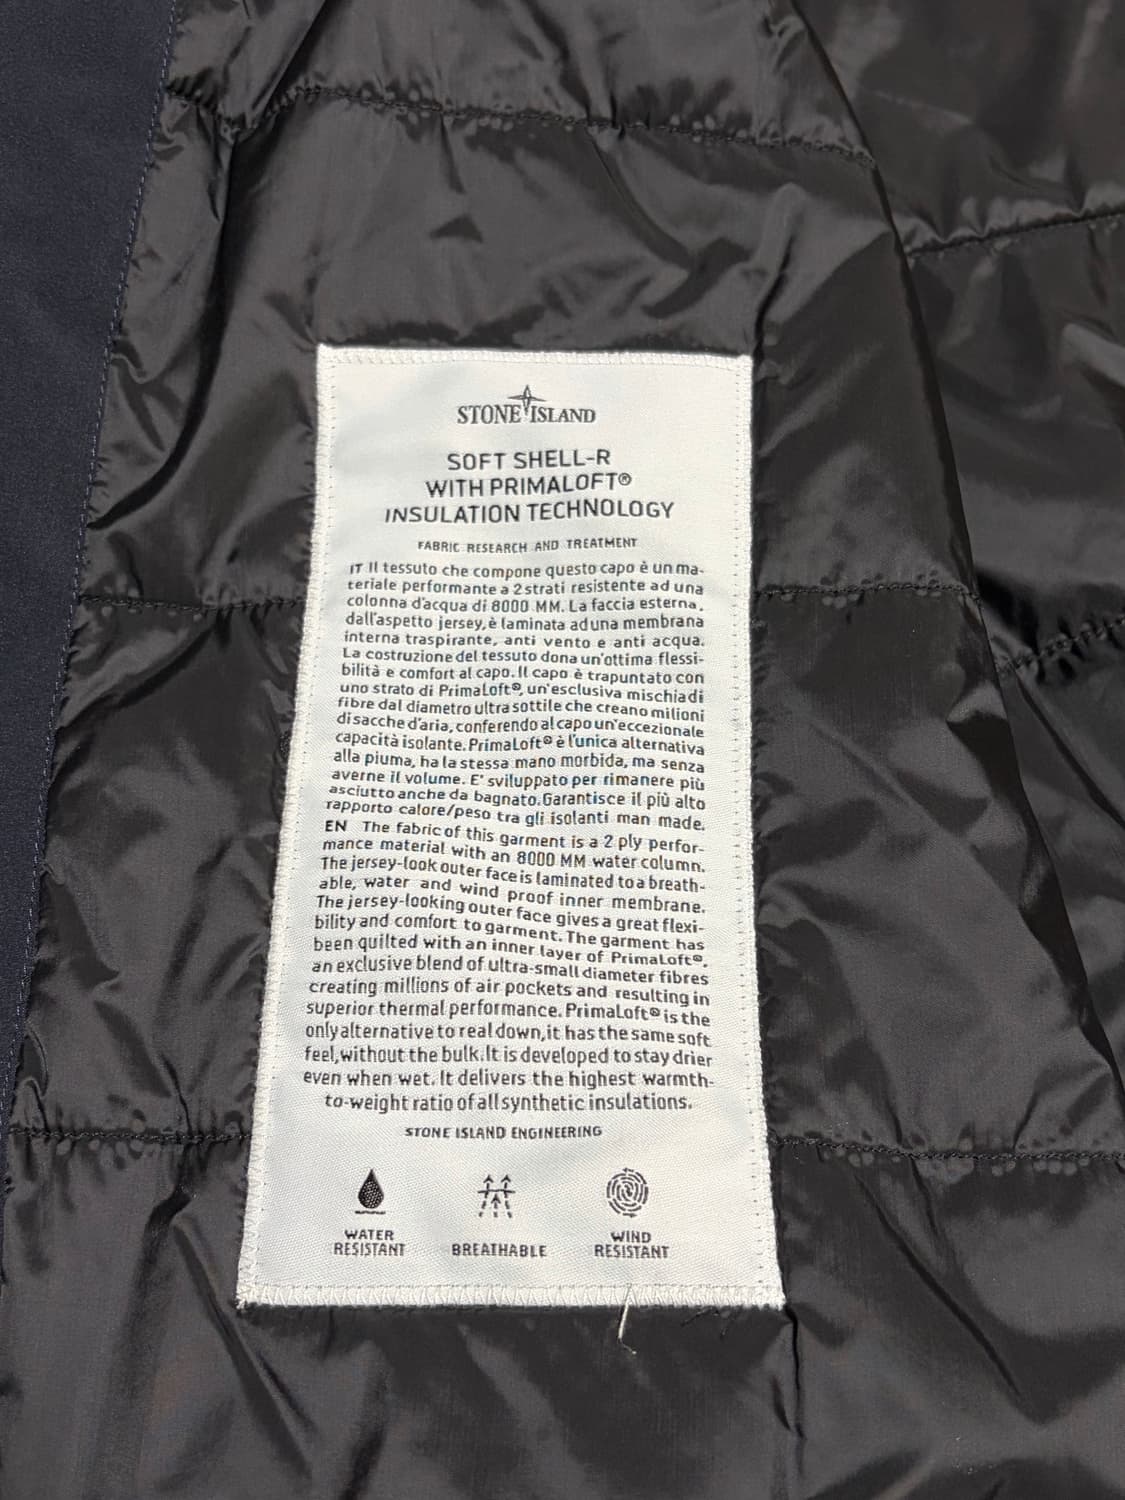 STONE ISLAND
SOFT SHELL-R
WITH PRIMALOFT®
INSULATION TECHNOLOGY
FABRIC RESEARCH AND TREATMENT
IT Il tessuto che compone questo capo è un ma-
teriale performante a 2 strati resistente ad una
colonna d'acqua di 8000 MM. La faccia esterna,
dall'aspetto jersey, è laminata ad una membrana
interna traspirante, anti vento e anti acqua.
La costruzione del tessuto dona un'ottima flessi-
bilità e comfort al capo. Il capo è trapuntato con
uno strato di PrimaLoft®, un'esclusiva mischia di
fibre dal diametro ultra sottile che creano milioni
di sacche d'aria, conferendo al capo un'eccezionale
capacità isolante. PrimaLoft® è l'unica alternativa
alla piuma, ha la stessa mano morbida, ma senza
averne il volume. E' sviluppato per rimanere più
asciutto anche da bagnato. Garantisce il più alto
rapporto calore/peso tra gli isolanti man made.
EN The fabric of this garment is a 2 ply perfor-
mance material with an 8000 MM water column.
The jersey-look outer face is laminated to a breath-
able, water and wind proof inner membrane.
The jersey-looking outer face gives a great flexi-
bility and comfort to garment. The garment has
been quilted with an inner layer of PrimaLoft®,
an exclusive blend of ultra-small diameter fibres
creating millions of air pockets and resulting in
superior thermal performance. PrimaLoft® is the
only alternative to real down, it has the same soft
feel, without the bulk. It is developed to stay drier
even when wet. It delivers the highest warmth-
to-weight ratio of all synthetic insulations.
STONE ISLAND ENGINEERING
WATER
RESISTANT
BREATHABLE
WIND
RESISTANT